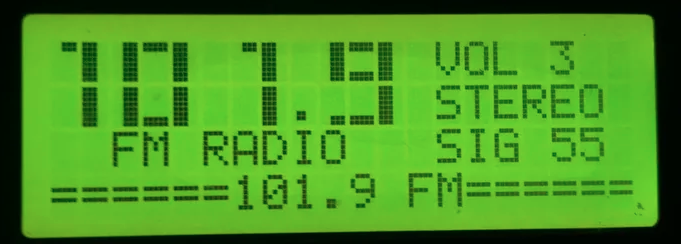 101.9
VOL 3
STEREO
FM RADIO
SIG 55
======101.9 FM======